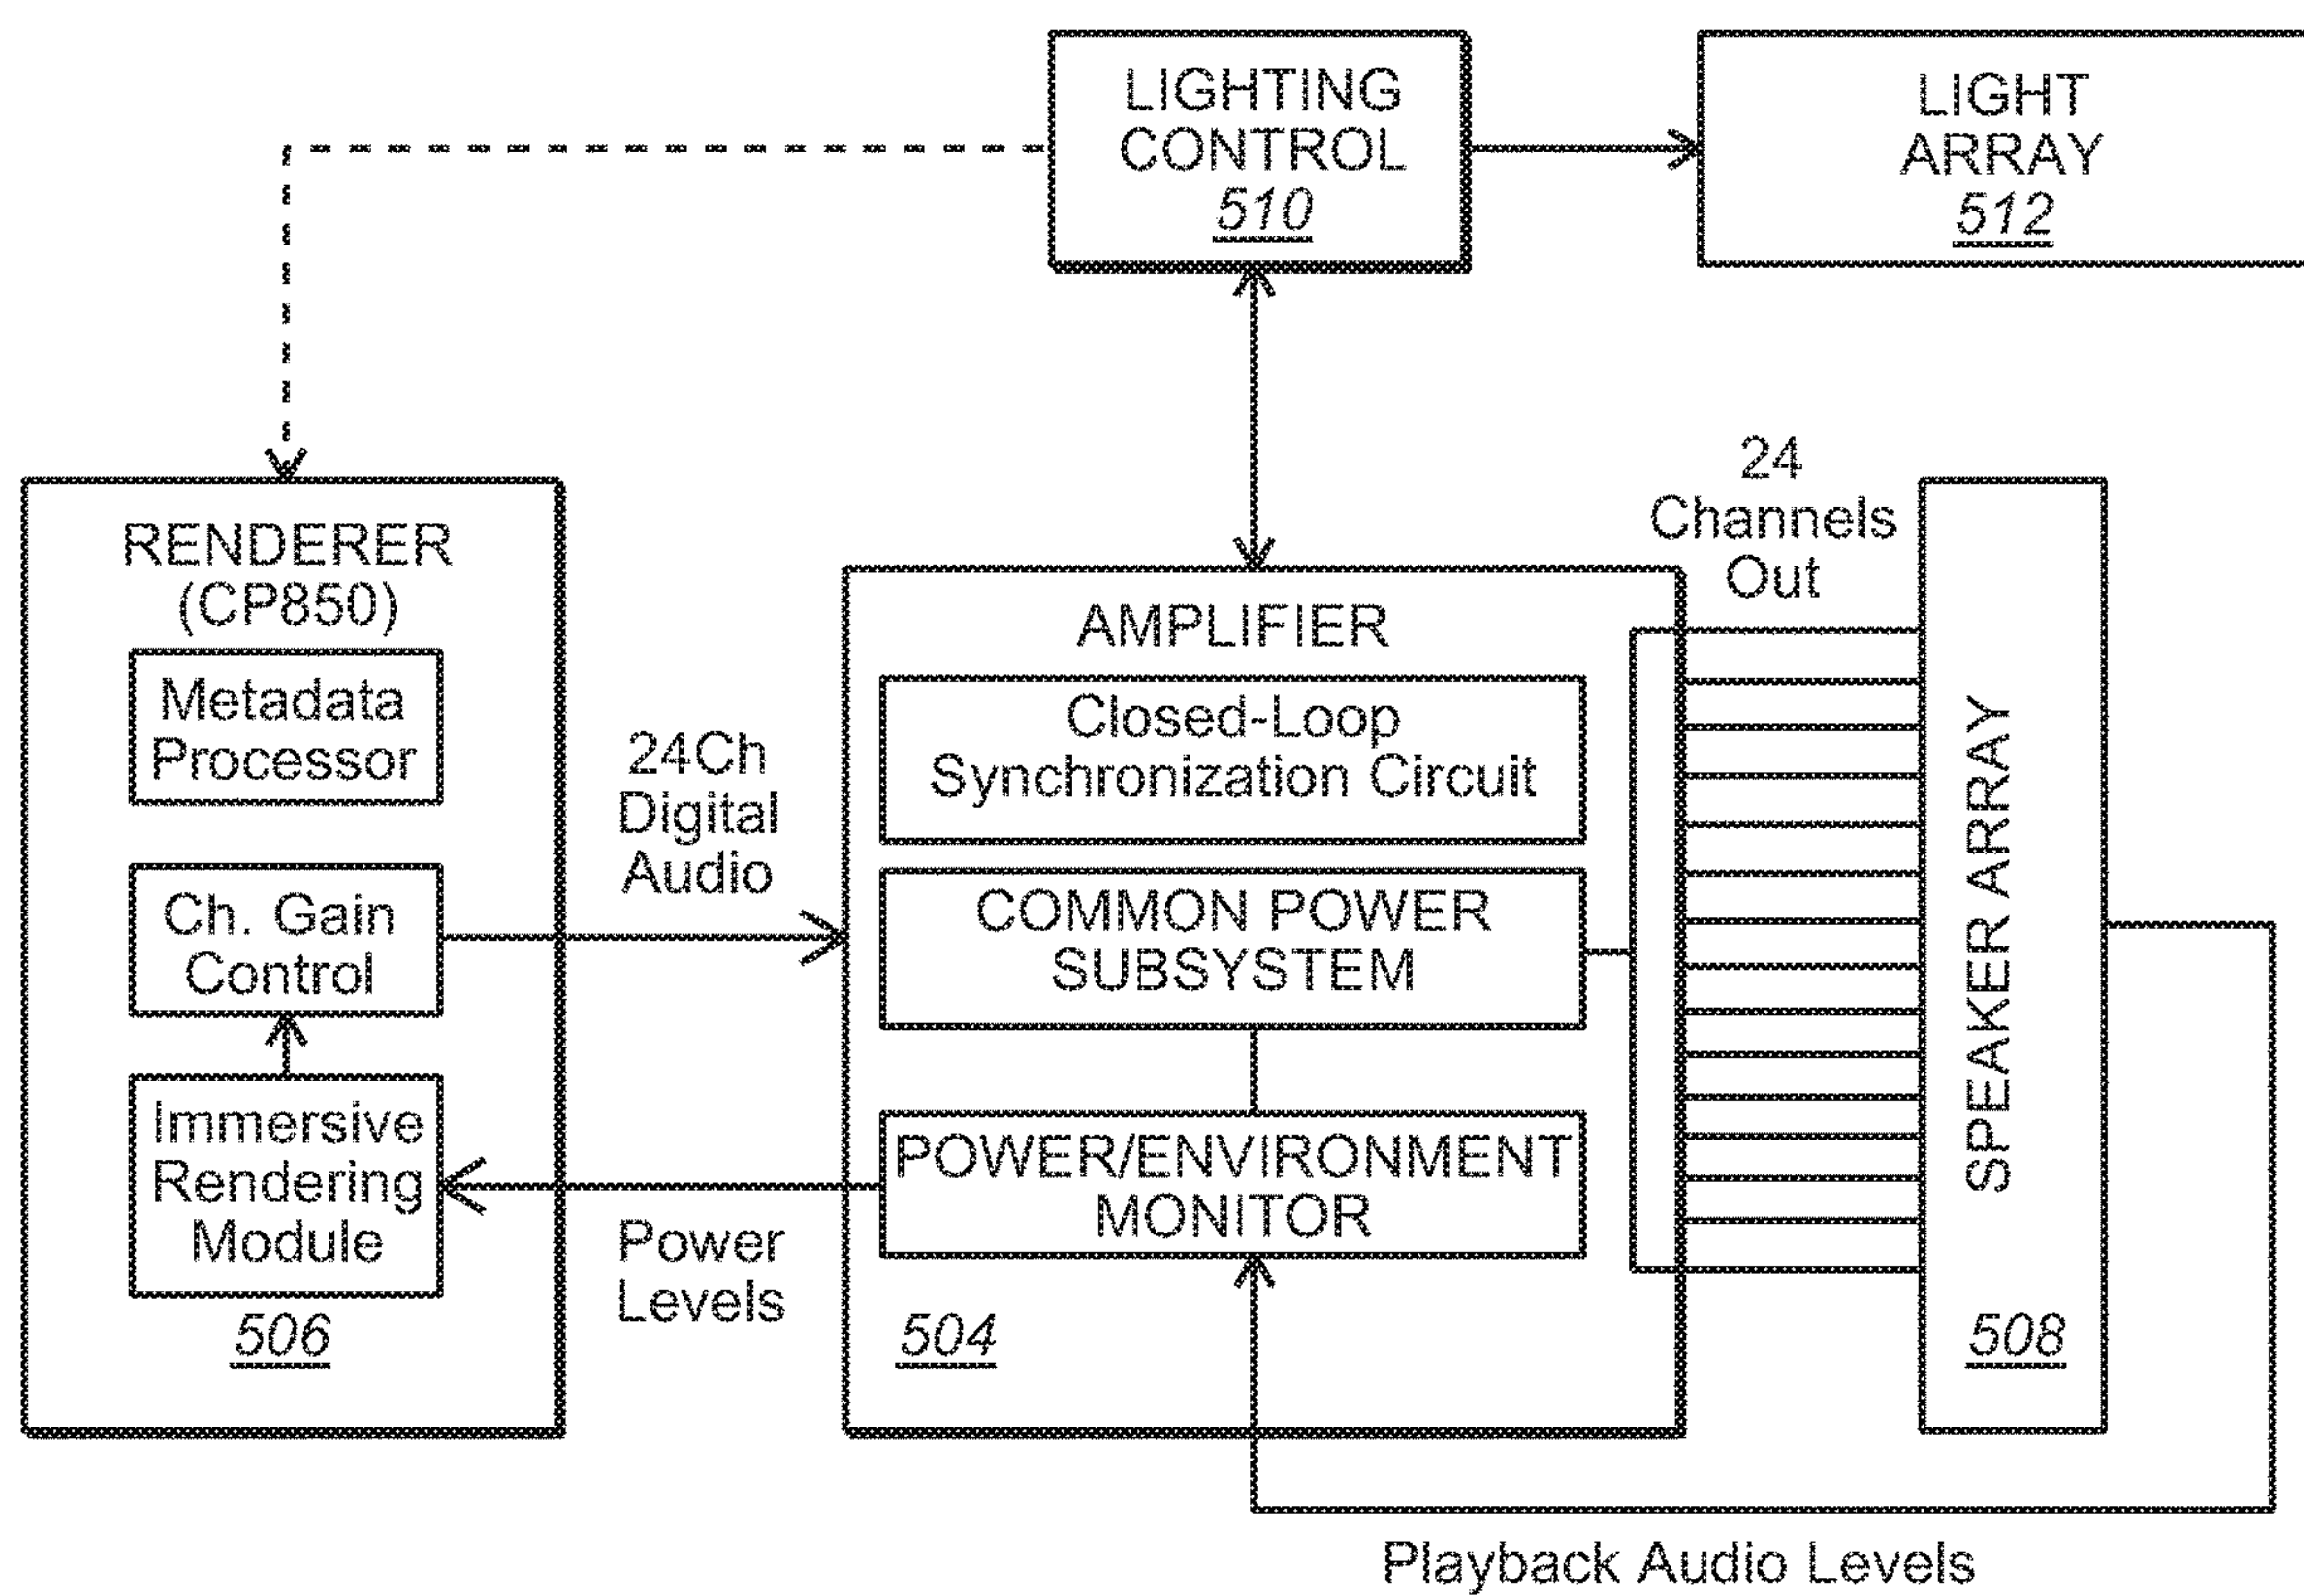 LIGHTING
CONTROL
510
LIGHT
ARRAY
512
RENDERER
(CP850)
Metadata
Processor
Ch. Gain
Control
Immersive
Rendering
Module
506
24Ch
Digital
Audio
Power
Levels
AMPLIFIER
Closed-Loop
Synchronization Circuit
COMMON POWER
SUBSYSTEM
POWER/ENVIRONMENT
MONITOR
504
24
Channels
Out
SPEAKER ARRAY
508
Playback Audio Levels